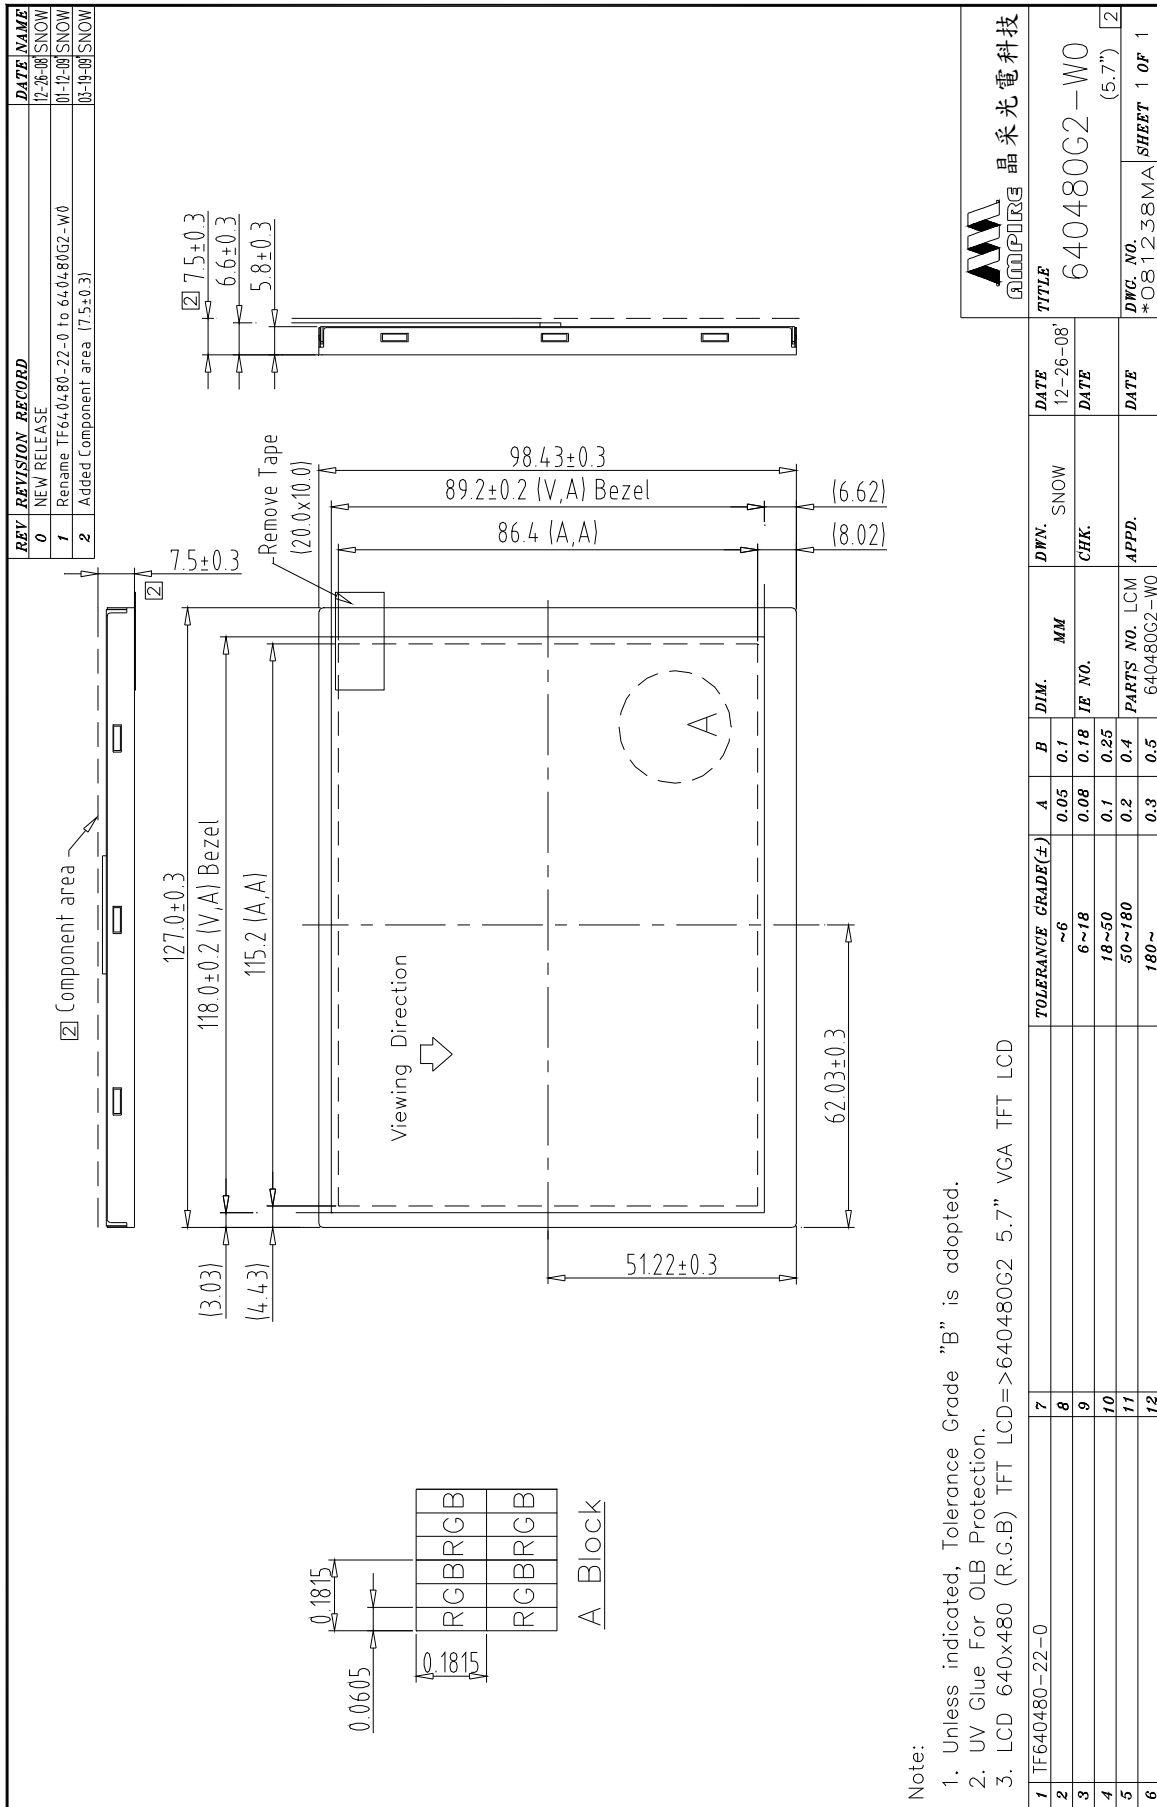 REV REVISION RECORD DATE NAME
0 NEW RELEASE 12-26-08' SNOW
1 Rename TF640480-22-0 to 640480G2-W0 01-12-09' SNOW
2 Added Component area (7.5±0.3) 03-19-09' SNOW
2 Component area
7.5±0.3
2
127.0±0.3
118.0±0.2 (V,A) Bezel
115.2 (A,A)
(3.03)
(4.43)
Remove Tape
(20.0x10.0)
2 7.5±0.3
6.6±0.3
5.8±0.3
Viewing Direction
A
98.43±0.3
89.2±0.2 (V,A) Bezel
86.4 (A,A)
(6.62)
(8.02)
62.03±0.3
51.22±0.3
0.0605
0.1815
0.1815
R G B R G B
R G B R G B
A Block
Note:
1. Unless indicated, Tolerance Grade "B" is adopted.
2. UV Glue For OLB Protection.
3. LCD 640x480 (R.G.B) TFT LCD=>640480G2 5.7" VGA TFT LCD
AMPIRE 晶采光電科技
1 TF640480-22-0 7
2 8
3 9
4 10
5 11
6 12
TOLERANCE GRADE(±) A B
~6 0.05 0.1
6~18 0.08 0.18
18~50 0.1 0.25
50~180 0.2 0.4
180~ 0.3 0.5
DIM. MM
IE NO.
PARTS NO. LCM
640480G2-W0
DWN. SNOW
CHK.
APPD.
DATE
12-26-08'
DATE
DATE
TITLE
640480G2-W0
(5.7") 2
DWG. NO.
*081238MA
SHEET 1 OF 1